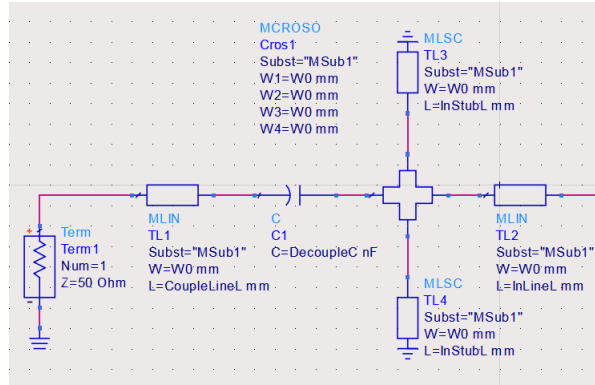 MCROSO
Cros1
Subst="MSub1"
W1=W0 mm
W2=W0 mm
W3=W0 mm
W4=W0 mm
MLSC
TL3
Subst="MSub1"
W=W0 mm
L=InStubL mm
+
Term
Term1
Num=1
Z=50 Ohm
-
MLIN
TL1
Subst="MSub1"
W=W0 mm
L=CoupleLineL mm
C
C1
C=DecoupleC nF
MLIN
TL2
Subst="MSub1"
W=W0 mm
L=InLineL mm
MLSC
TL4
Subst="MSub1"
W=W0 mm
L=InStubL mm